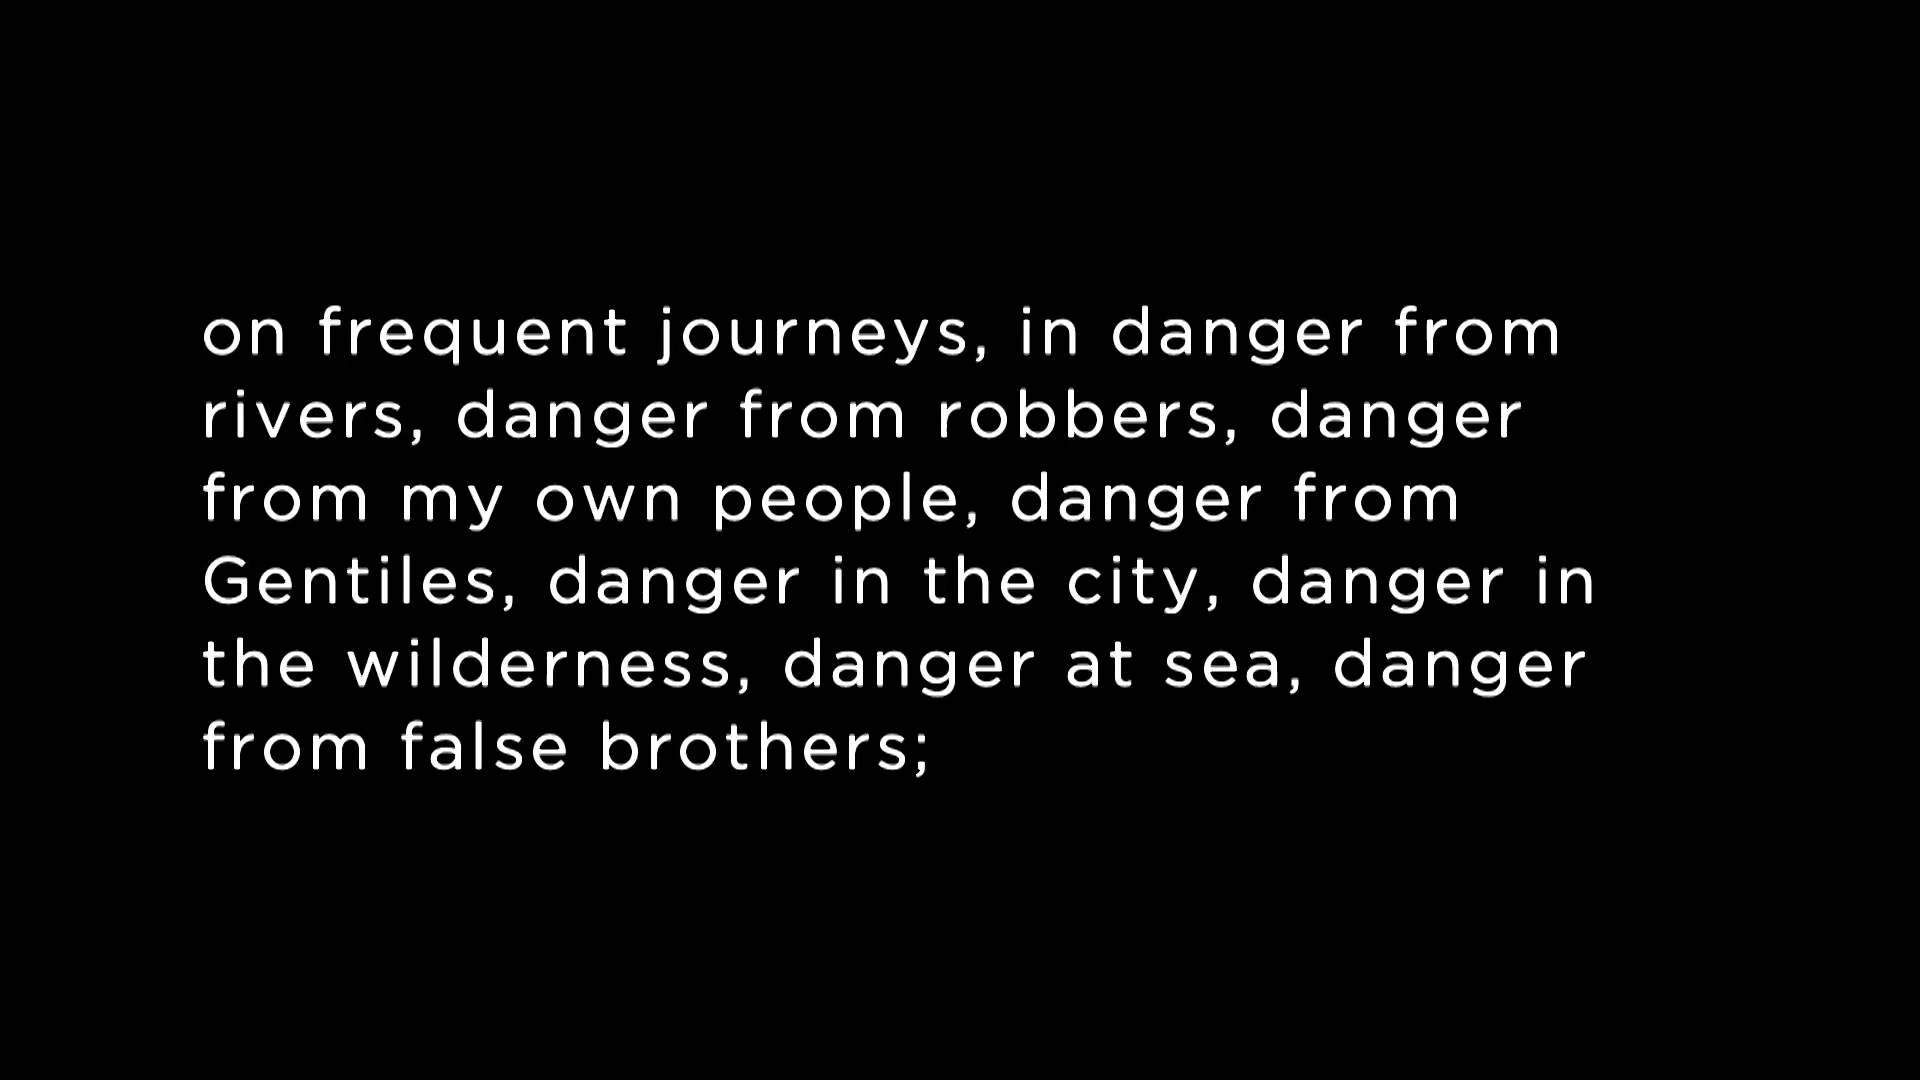 on frequent journeys, in danger from
rivers, danger from robbers, danger
from my own people, danger from
Gentiles, danger in the city, danger in
the wilderness, danger at sea, danger
from false brothers;